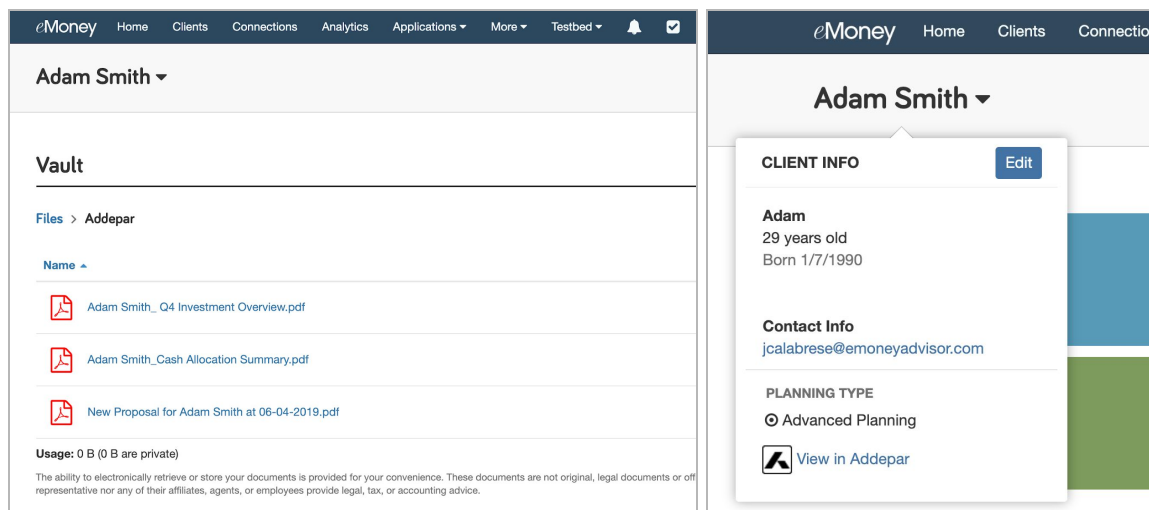 eMoney Home Clients Connections Analytics Applications More Testbed
Adam Smith
Vault
Files > Addepar
Name
Adam Smith_ Q4 Investment Overview.pdf
Adam Smith_Cash Allocation Summary.pdf
New Proposal for Adam Smith at 06-04-2019.pdf
Usage: 0 B (0 B are private)
The ability to electronically retrieve or store your documents is provided for your convenience. These documents are not original, legal documents or off
representative nor any of their affiliates, agents, or employees provide legal, tax, or accounting advice.
eMoney Home Clients Connectio
Adam Smith
CLIENT INFO Edit
Adam
29 years old
Born 1/7/1990
Contact Info
jcalabrese@emoneyadvisor.com
PLANNING TYPE
Advanced Planning
View in Addepar